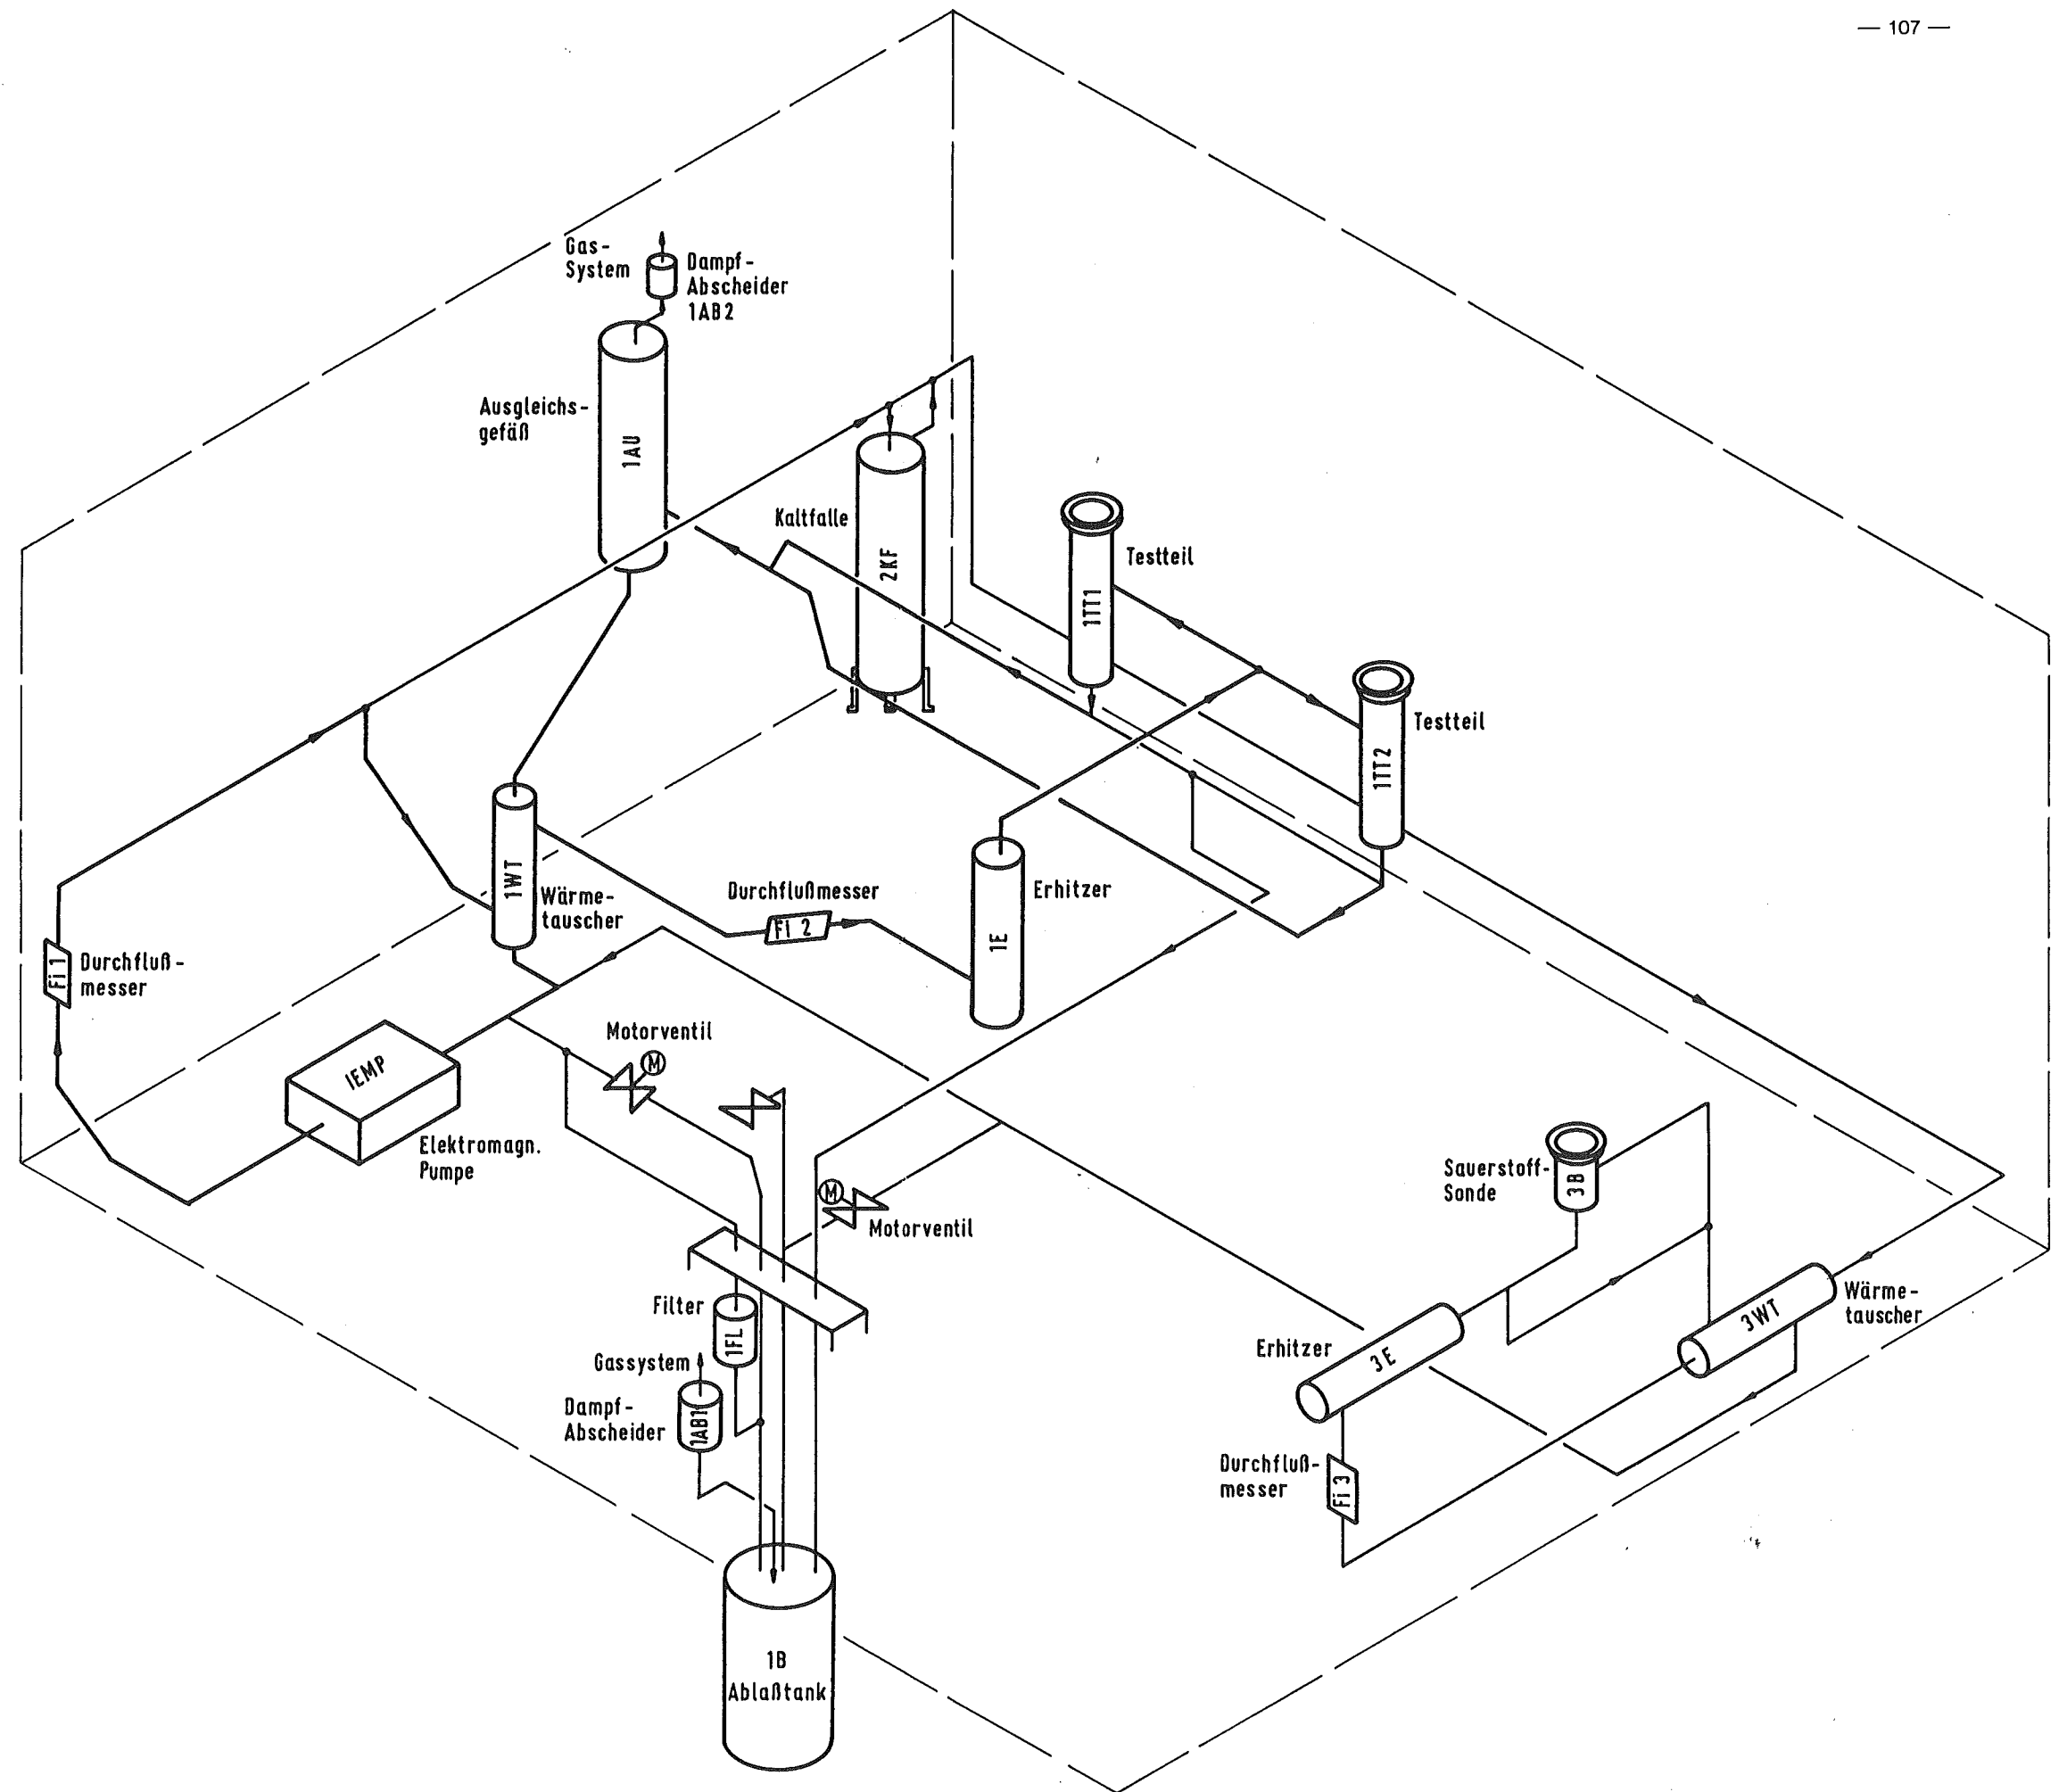 — 107 —
Gas-
System
Dampf-
Abscheider
1AB2
Ausgleichs-
gefäß
1AU
Kaltfalle
2KF
Testteil
1TT1
Testteil
1TT2
1WT
Wärme-
tauscher
Durchflußmesser
Fi 2
Erhitzer
1E
Fi 1
Durchfluß-
messer
1EMP
Elektromagn.
Pumpe
Motorventil
M
M
Motorventil
Sauerstoff-
Sonde
3B
Filter
1FL
Gassystem
Dampf-
Abscheider
1AB1
Erhitzer
3E
3WT
Wärme-
tauscher
Durchfluß-
messer
Fi 3
1B
Ablaßtank